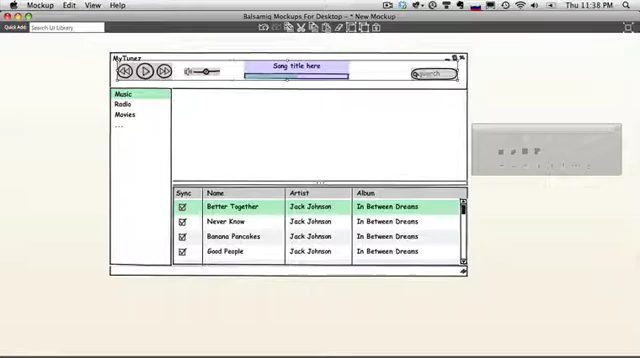 Mockup Edit View Help
Thu 11:38 PM
Balsamiq Mockups For Desktop - * New Mockup
Quick Add Search UI Library
MyTunez
Song title here
search
Music
Radio
Movies
...
Sync Name Artist Album
Better Together Jack Johnson In Between Dreams
Never Know Jack Johnson In Between Dreams
Banana Pancakes Jack Johnson In Between Dreams
Good People Jack Johnson In Between Dreams